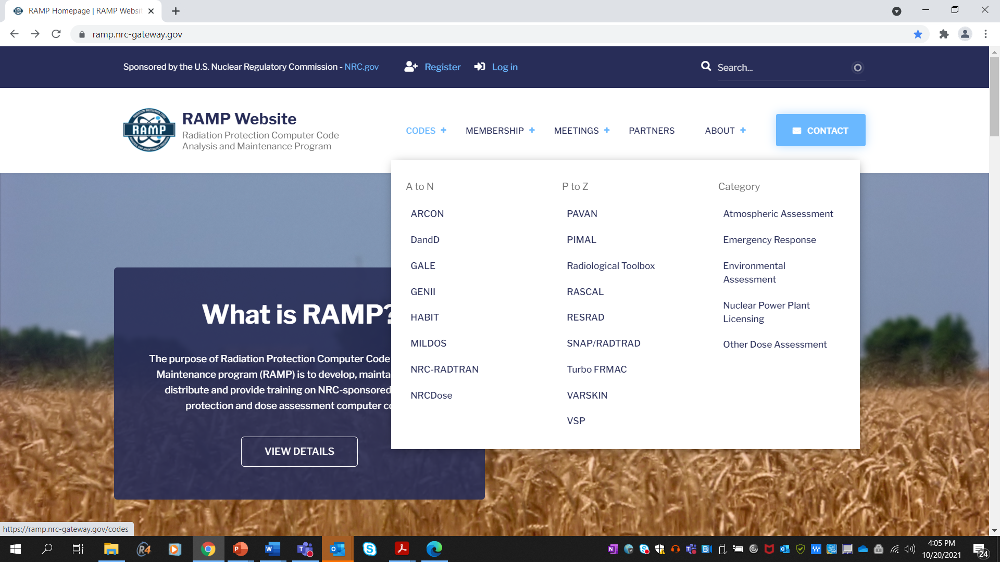 RAMP Homepage | RAMP Websi
ramp.nrc-gateway.gov
Sponsored by the U.S. Nuclear Regulatory Commission - NRC.gov
Register
Log in
Search...
RAMP
RAMP Website
Radiation Protection Computer Code
Analysis and Maintenance Program
CODES +
MEMBERSHIP +
MEETINGS +
PARTNERS
ABOUT +
CONTACT
A to N
ARCON
DandD
GALE
GENII
HABIT
MILDOS
NRC-RADTRAN
NRCDose
P to Z
PAVAN
PIMAL
Radiological Toolbox
RASCAL
RESRAD
SNAP/RADTRAD
Turbo FRMAC
VARSKIN
VSP
Category
Atmospheric Assessment
Emergency Response
Environmental
Assessment
Nuclear Power Plant
Licensing
Other Dose Assessment
What is RAMP?
The purpose of Radiation Protection Computer Code
Maintenance program (RAMP) is to develop, maintai
distribute and provide training on NRC-sponsored
protection and dose assessment computer co
VIEW DETAILS
https://ramp.nrc-gateway.gov/codes
4:05 PM
10/20/2021
24